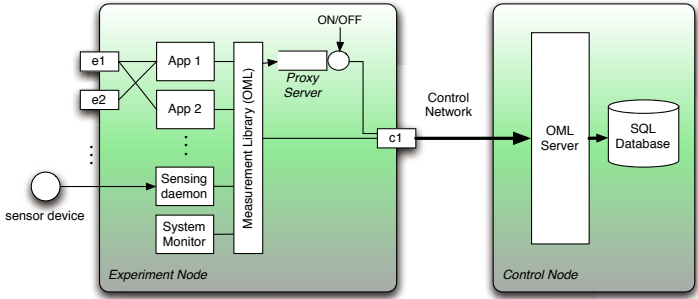 ON/OFF
e1
App 1
Proxy
Server
e2
App 2
Measurement Library (OML)
Control
Network
c1
OML
Server
SQL
Database
Sensing
daemon
sensor device
System
Monitor
Experiment Node
Control Node